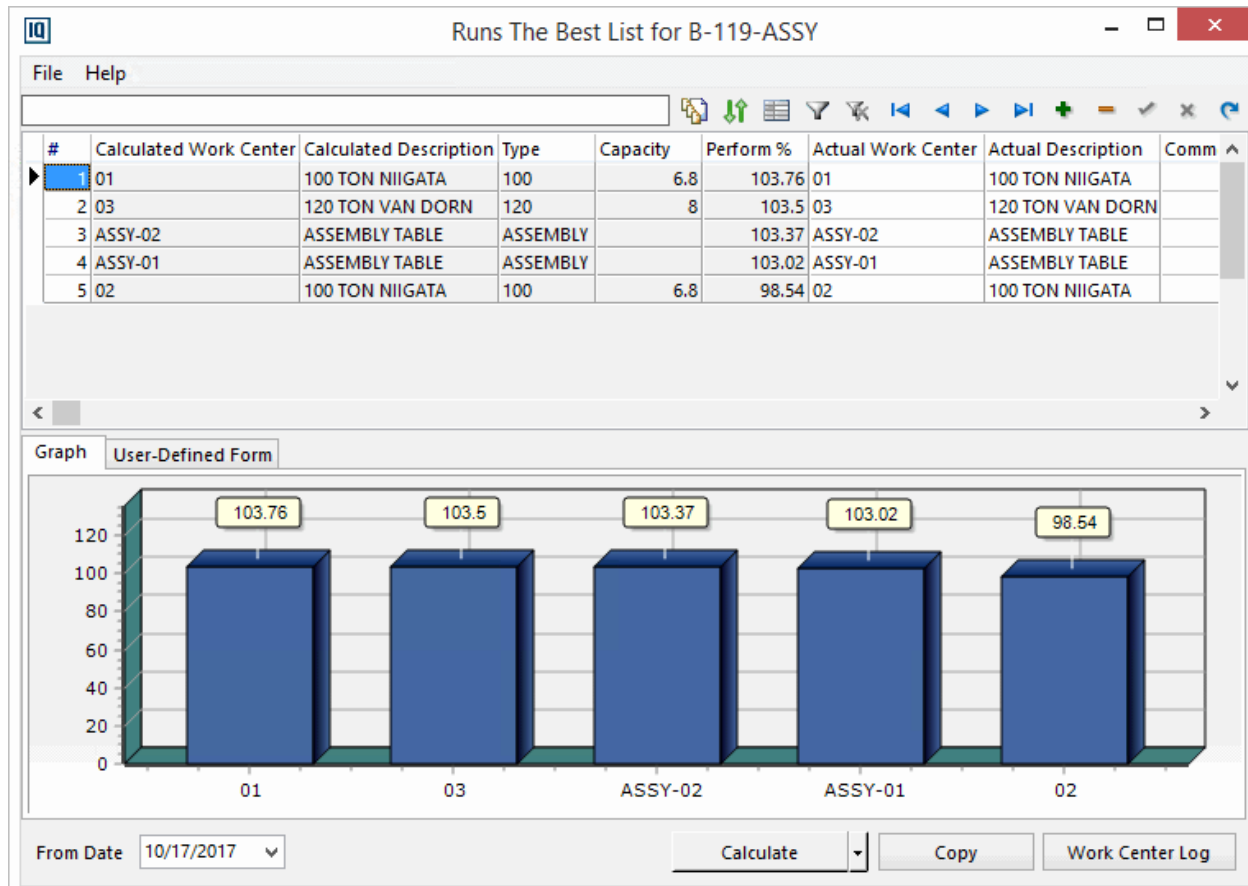 IQ Runs The Best List for B-119-ASSY
File Help
# Calculated Work Center Calculated Description Type Capacity Perform % Actual Work Center Actual Description Comm
1 01 100 TON NIIGATA 100 6.8 103.76 01 100 TON NIIGATA
2 03 120 TON VAN DORN 120 8 103.5 03 120 TON VAN DORN
3 ASSY-02 ASSEMBLY TABLE ASSEMBLY 103.37 ASSY-02 ASSEMBLY TABLE
4 ASSY-01 ASSEMBLY TABLE ASSEMBLY 103.02 ASSY-01 ASSEMBLY TABLE
5 02 100 TON NIIGATA 100 6.8 98.54 02 100 TON NIIGATA
Graph User-Defined Form
103.76 103.5 103.37 103.02 98.54
120
100
80
60
40
20
0
01 03 ASSY-02 ASSY-01 02
From Date 10/17/2017 Calculate Copy Work Center Log